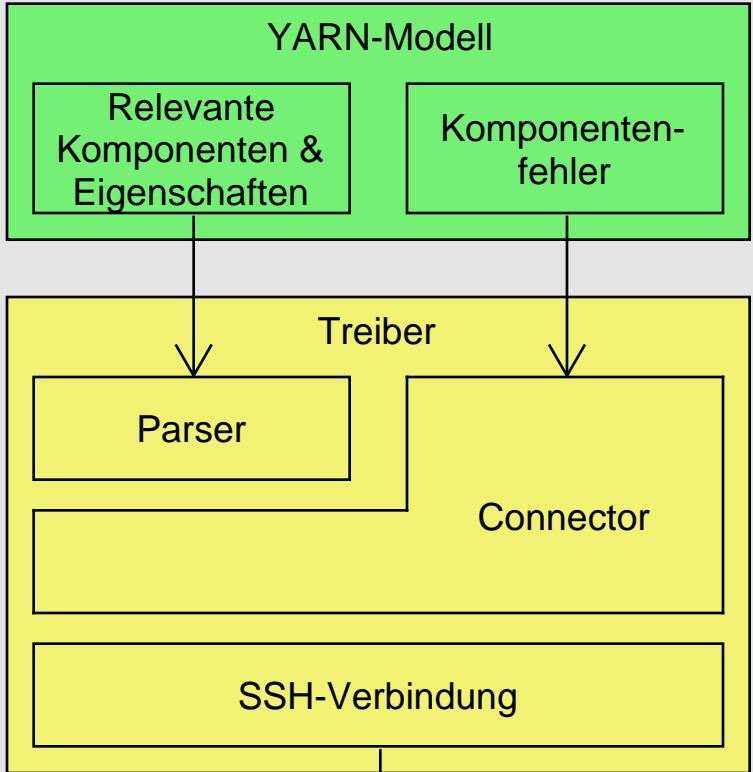 YARN-Modell
Relevante
Komponenten &
Eigenschaften
Komponenten-
fehler
Treiber
Parser
Connector
SSH-Verbindung